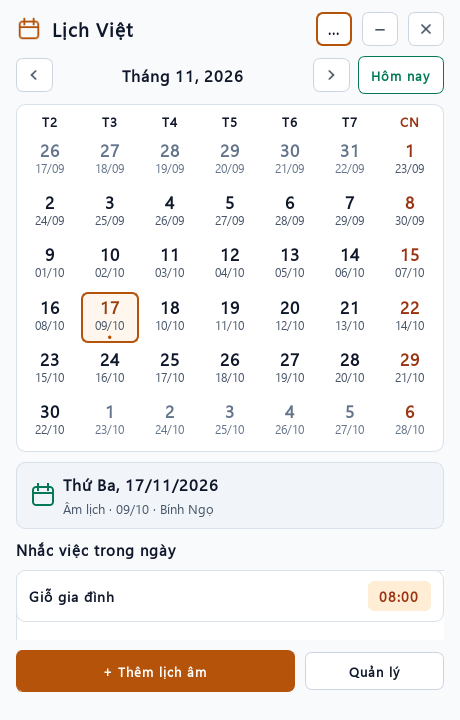 Lịch Việt
...
Tháng 11, 2026
Hôm nay
T2 T3 T4 T5 T6 T7 CN
26 27 28 29 30 31 1
17/09 18/09 19/09 20/09 21/09 22/09 23/09
2 3 4 5 6 7 8
24/09 25/09 26/09 27/09 28/09 29/09 30/09
9 10 11 12 13 14 15
01/10 02/10 03/10 04/10 05/10 06/10 07/10
16 17 18 19 20 21 22
08/10 09/10 10/10 11/10 12/10 13/10 14/10
23 24 25 26 27 28 29
15/10 16/10 17/10 18/10 19/10 20/10 21/10
30 1 2 3 4 5 6
22/10 23/10 24/10 25/10 26/10 27/10 28/10
Thứ Ba, 17/11/2026
Âm lịch · 09/10 · Bính Ngọ
Nhắc việc trong ngày
Giỗ gia đình 08:00
+ Thêm lịch âm Quản lý